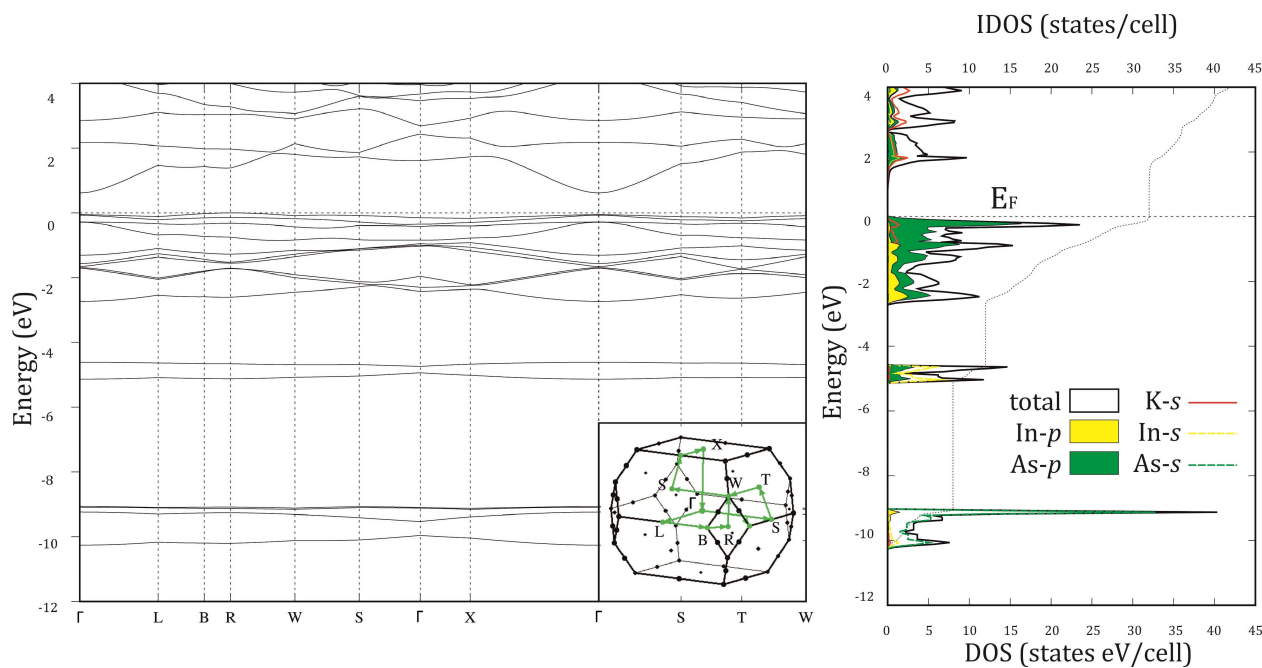 IDOS (states/cell)
0 5 10 15 20 25 30 35 40 45
4
2
0
-2
-4
-6
-8
-10
-12
Energy (eV)
Γ L B R W S Γ X Γ S T W
X
S
W
T
Γ
L
B
R
S
4
2
0
-2
-4
-6
-8
-10
-12
Energy (eV)
E_F
total
K-s
In-p
In-s
As-p
As-s
0 5 10 15 20 25 30 35 40 45
DOS (states eV/cell)